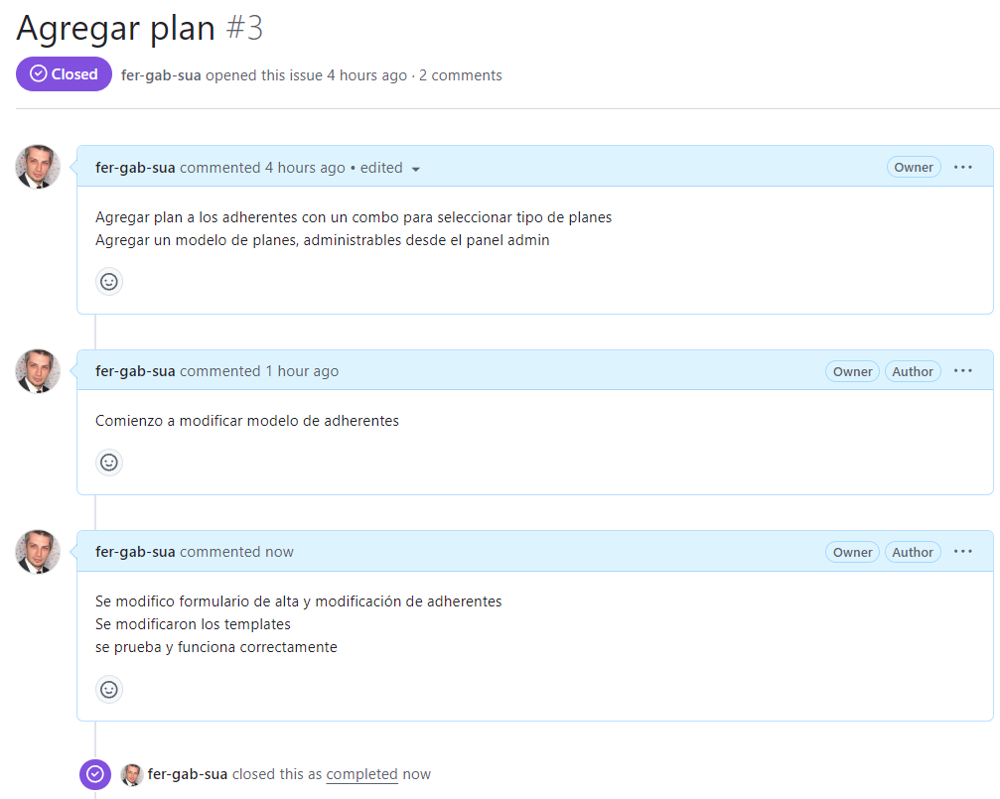 Agregar plan #3
Closed fer-gab-sua opened this issue 4 hours ago · 2 comments
fer-gab-sua commented 4 hours ago • edited Owner ...
Agregar plan a los adherentes con un combo para seleccionar tipo de planes
Agregar un modelo de planes, administrables desde el panel admin
fer-gab-sua commented 1 hour ago Owner Author ...
Comienzo a modificar modelo de adherentes
fer-gab-sua commented now Owner Author ...
Se modifico formulario de alta y modificación de adherentes
Se modificaron los templates
se prueba y funciona correctamente
fer-gab-sua closed this as completed now